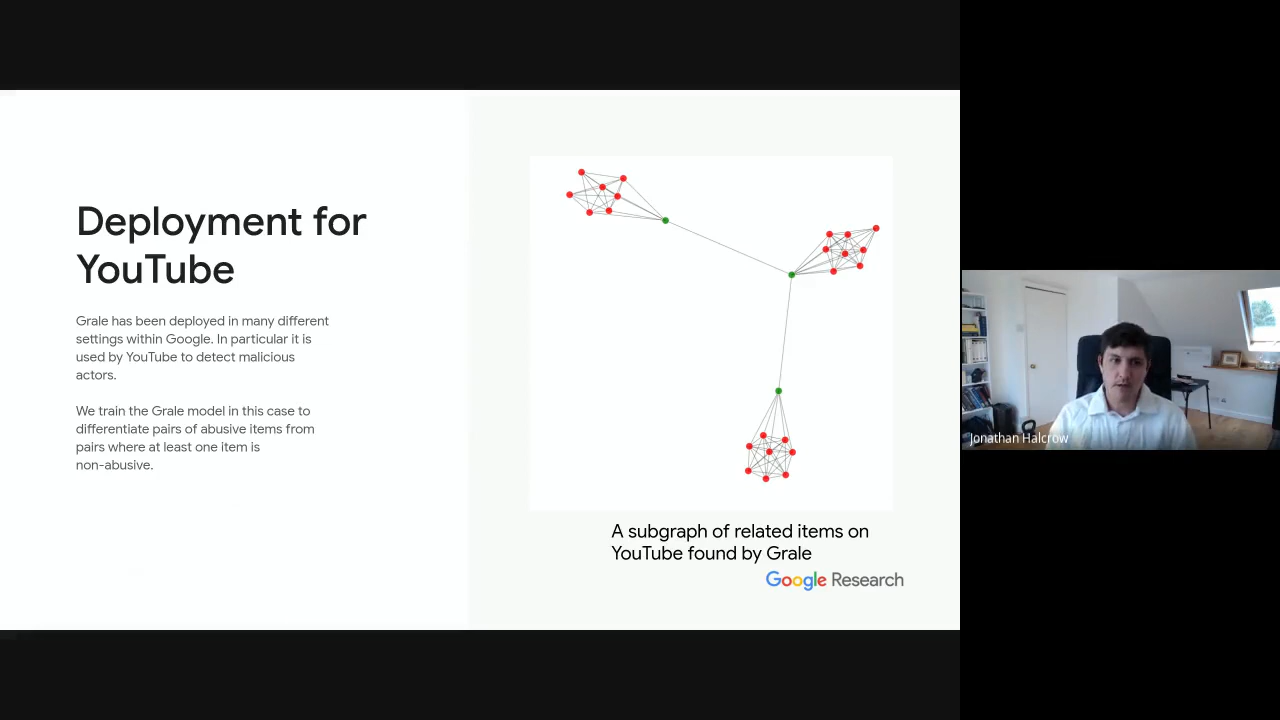 Deployment for
YouTube
Grale has been deployed in many different
settings within Google. In particular it is
used by YouTube to detect malicious
actors.
We train the Grale model in this case to
differentiate pairs of abusive items from
pairs where at least one item is
non-abusive.
A subgraph of related items on
YouTube found by Grale
Google Research
Jonathan Halcrow